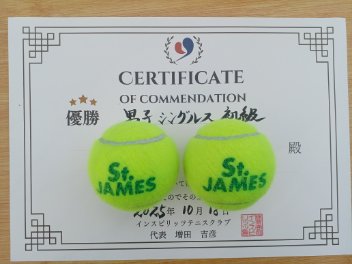 CERTIFICATE
OF COMMENDATION
優勝 男子 シングルス 初級
殿
St.
JAMES
St.
JAMES
2025年 10月 18日
インスピリッツテニスクラブ
代表 増田 吉彦